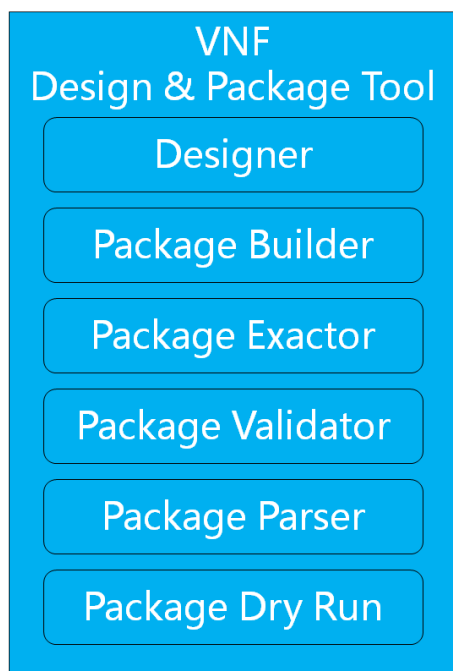 VNF
Design & Package Tool
Designer
Package Builder
Package Exactor
Package Validator
Package Parser
Package Dry Run